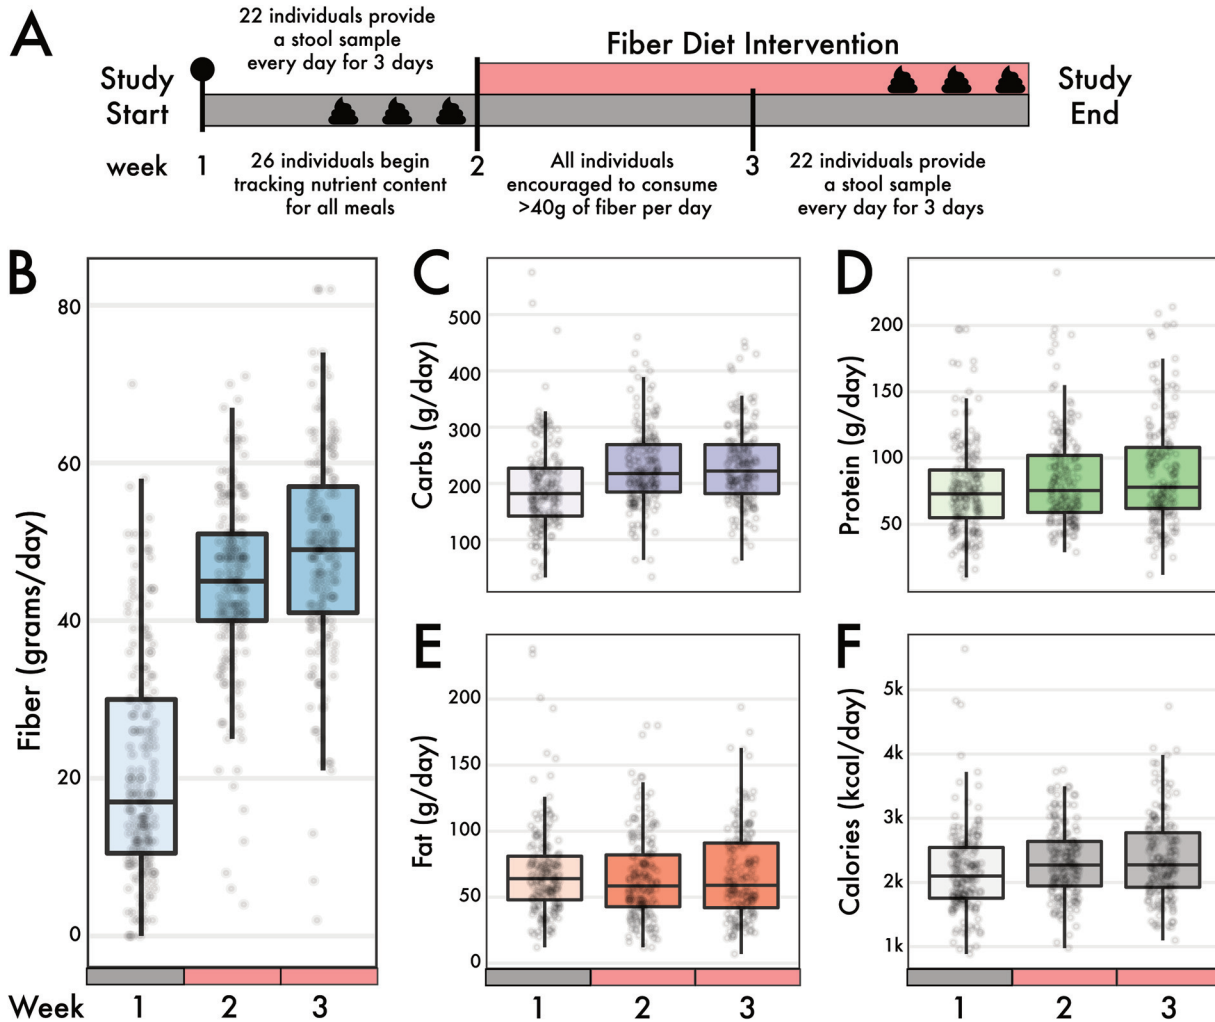 A
22 individuals provide
a stool sample
every day for 3 days
Fiber Diet Intervention
Study
Start
Study
End
week
1
2
3
26 individuals begin
tracking nutrient content
for all meals
All individuals
encouraged to consume
>40g of fiber per day
22 individuals provide
a stool sample
every day for 3 days
B
Fiber (grams/day)
80
60
40
20
0
C
Carbs (g/day)
500
400
300
200
100
D
Protein (g/day)
200
150
100
50
E
Fat (g/day)
200
150
100
50
0
F
Calories (kcal/day)
5k
4k
3k
2k
1k
Week 1 2 3
1 2 3
1 2 3